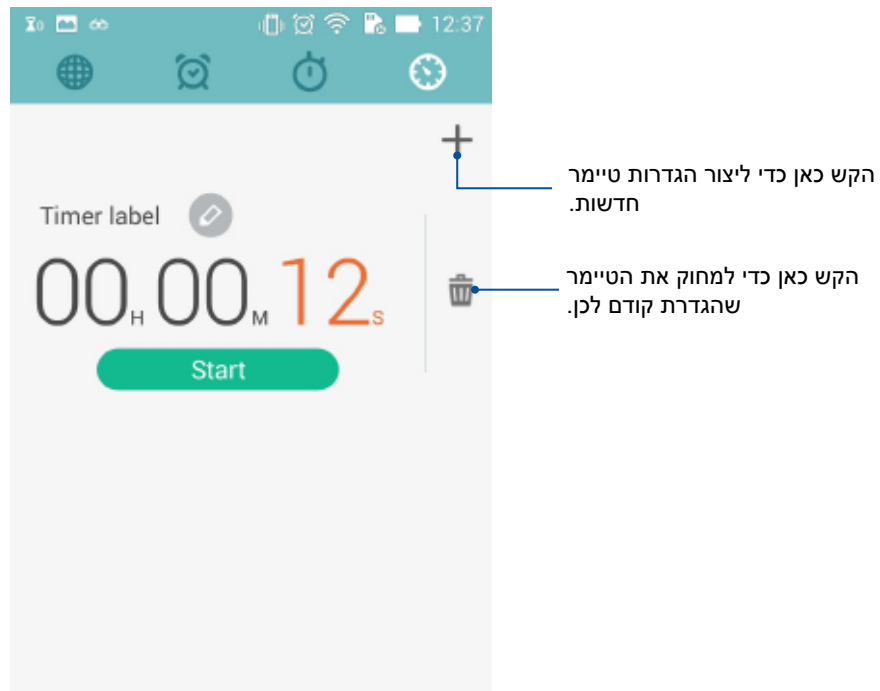 12:37
הקש כאן כדי ליצור הגדרות טיימר
חדשות.
Timer label
00H 00M 12S
הקש כאן כדי למחוק את הטיימר
שהגדרת קודם לכן.
Start